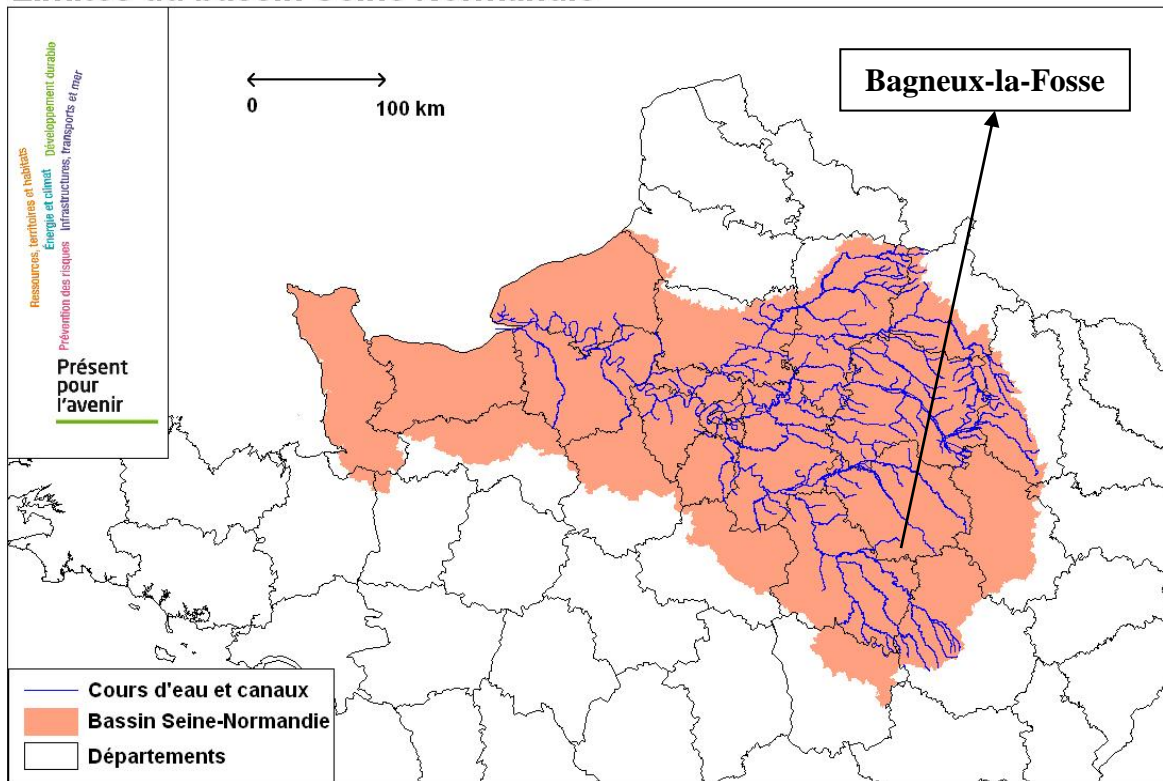 Bagneux-la-Fosse
0 100 km
Ressources, territoires et habitats
Énergie et climat
Développement durable
Prévention des risques
Infrastructures, transports et mer
Présent
pour
l'avenir
Cours d'eau et canaux
Bassin Seine-Normandie
Départements